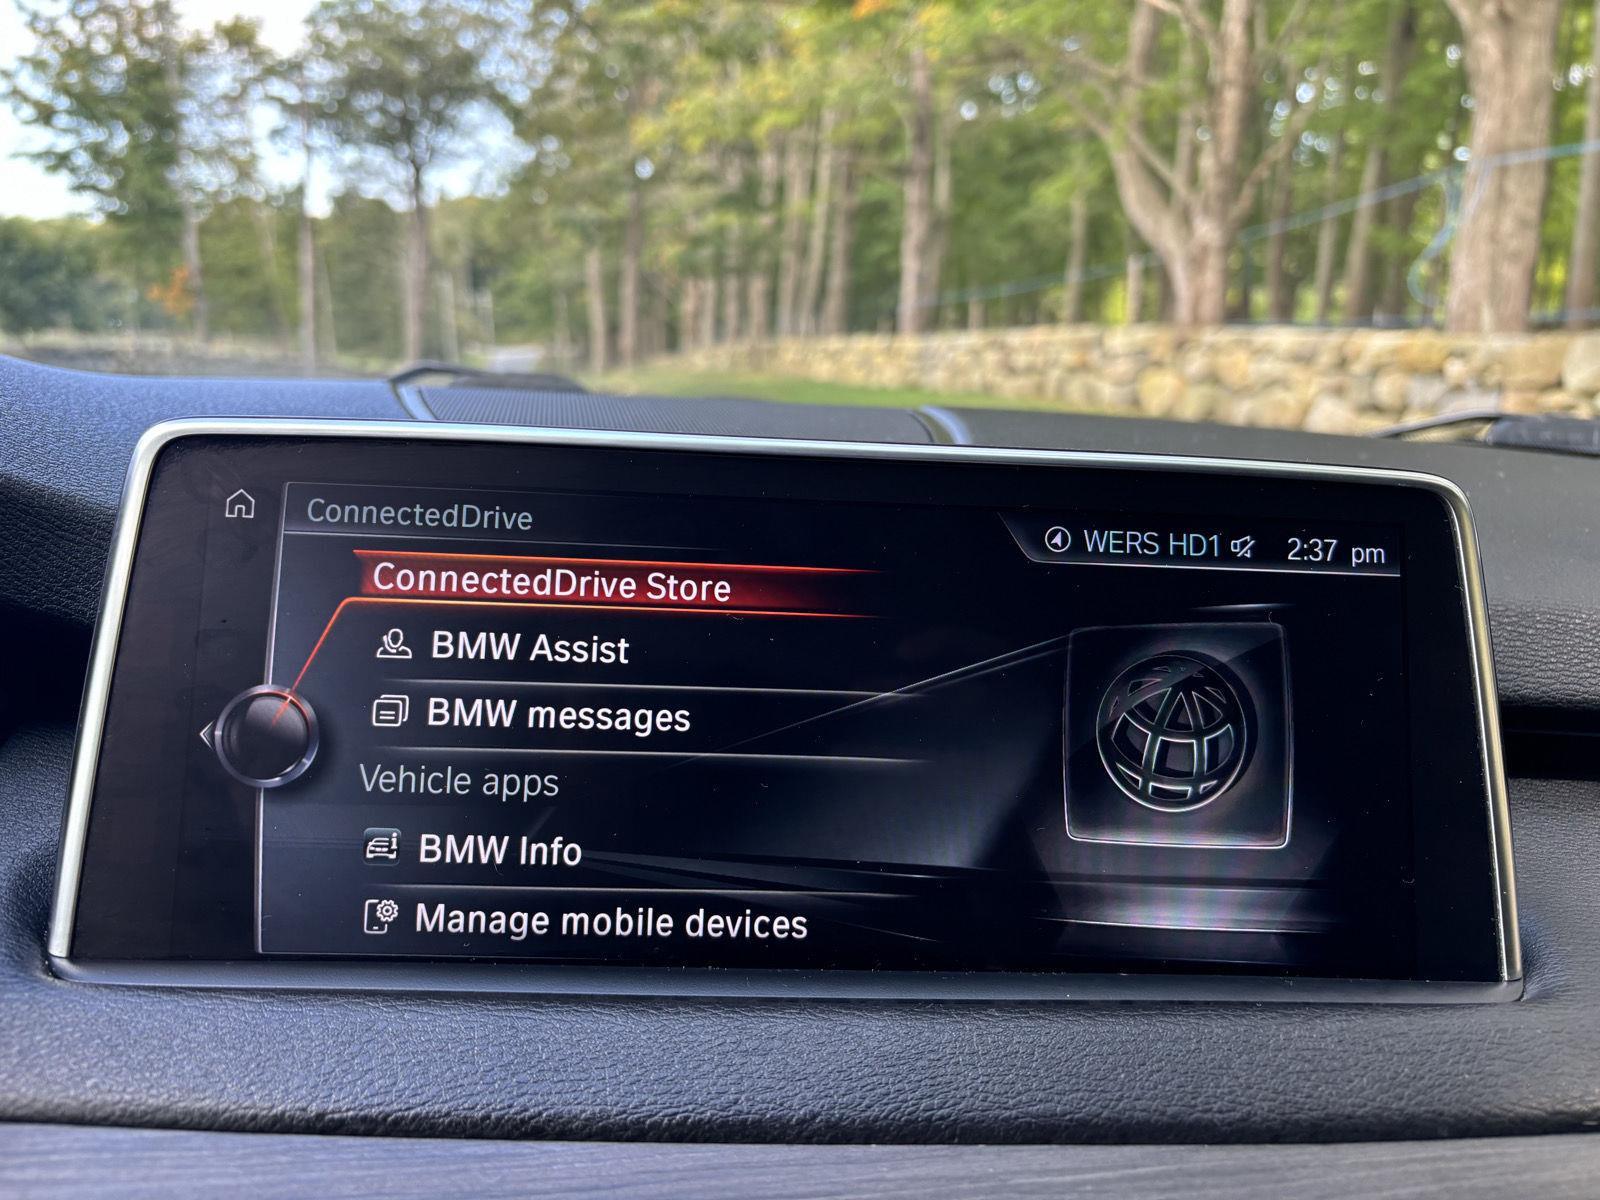 ConnectedDrive
WERS HD1 2:37 pm
ConnectedDrive Store
BMW Assist
BMW messages
Vehicle apps
BMW Info
Manage mobile devices